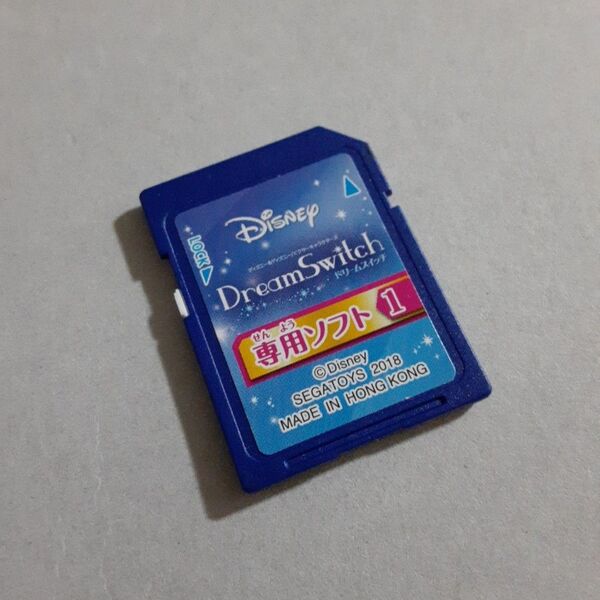 Disney
LOCK
ディズニー&ディズニー/ピクサーキャラクターズ
DreamSwitch
ドリームスイッチ
せん よう
専用ソフト 1
©Disney
SEGATOYS 2018
MADE IN HONG KONG